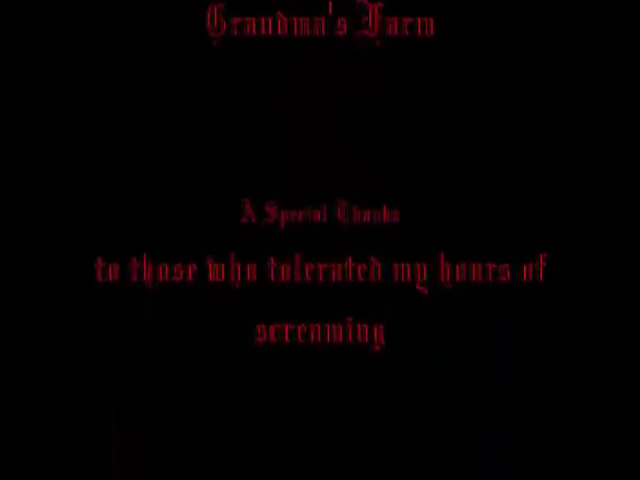 Grandma's Farm
A Special Thanks
to those who tolerated my hours of
screaming